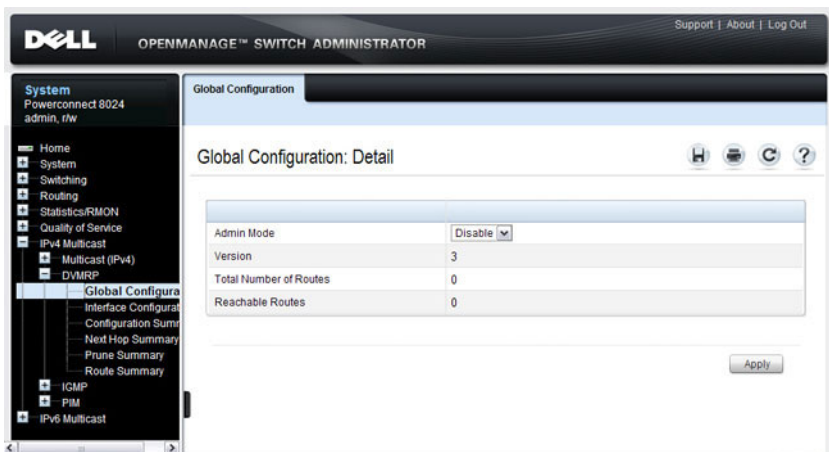 DELL
OPENMANAGE™ SWITCH ADMINISTRATOR
Support | About | Log Out
System
Powerconnect 8024
admin, r/w
Home
System
Switching
Routing
Statistics/RMON
Quality of Service
IPv4 Multicast
Multicast (IPv4)
DVMRP
Global Configura
Interface Configurat
Configuration Summ
Next Hop Summary
Prune Summary
Route Summary
IGMP
PIM
IPv6 Multicast
Global Configuration
Global Configuration: Detail
Admin Mode Disable
Version 3
Total Number of Routes 0
Reachable Routes 0
Apply